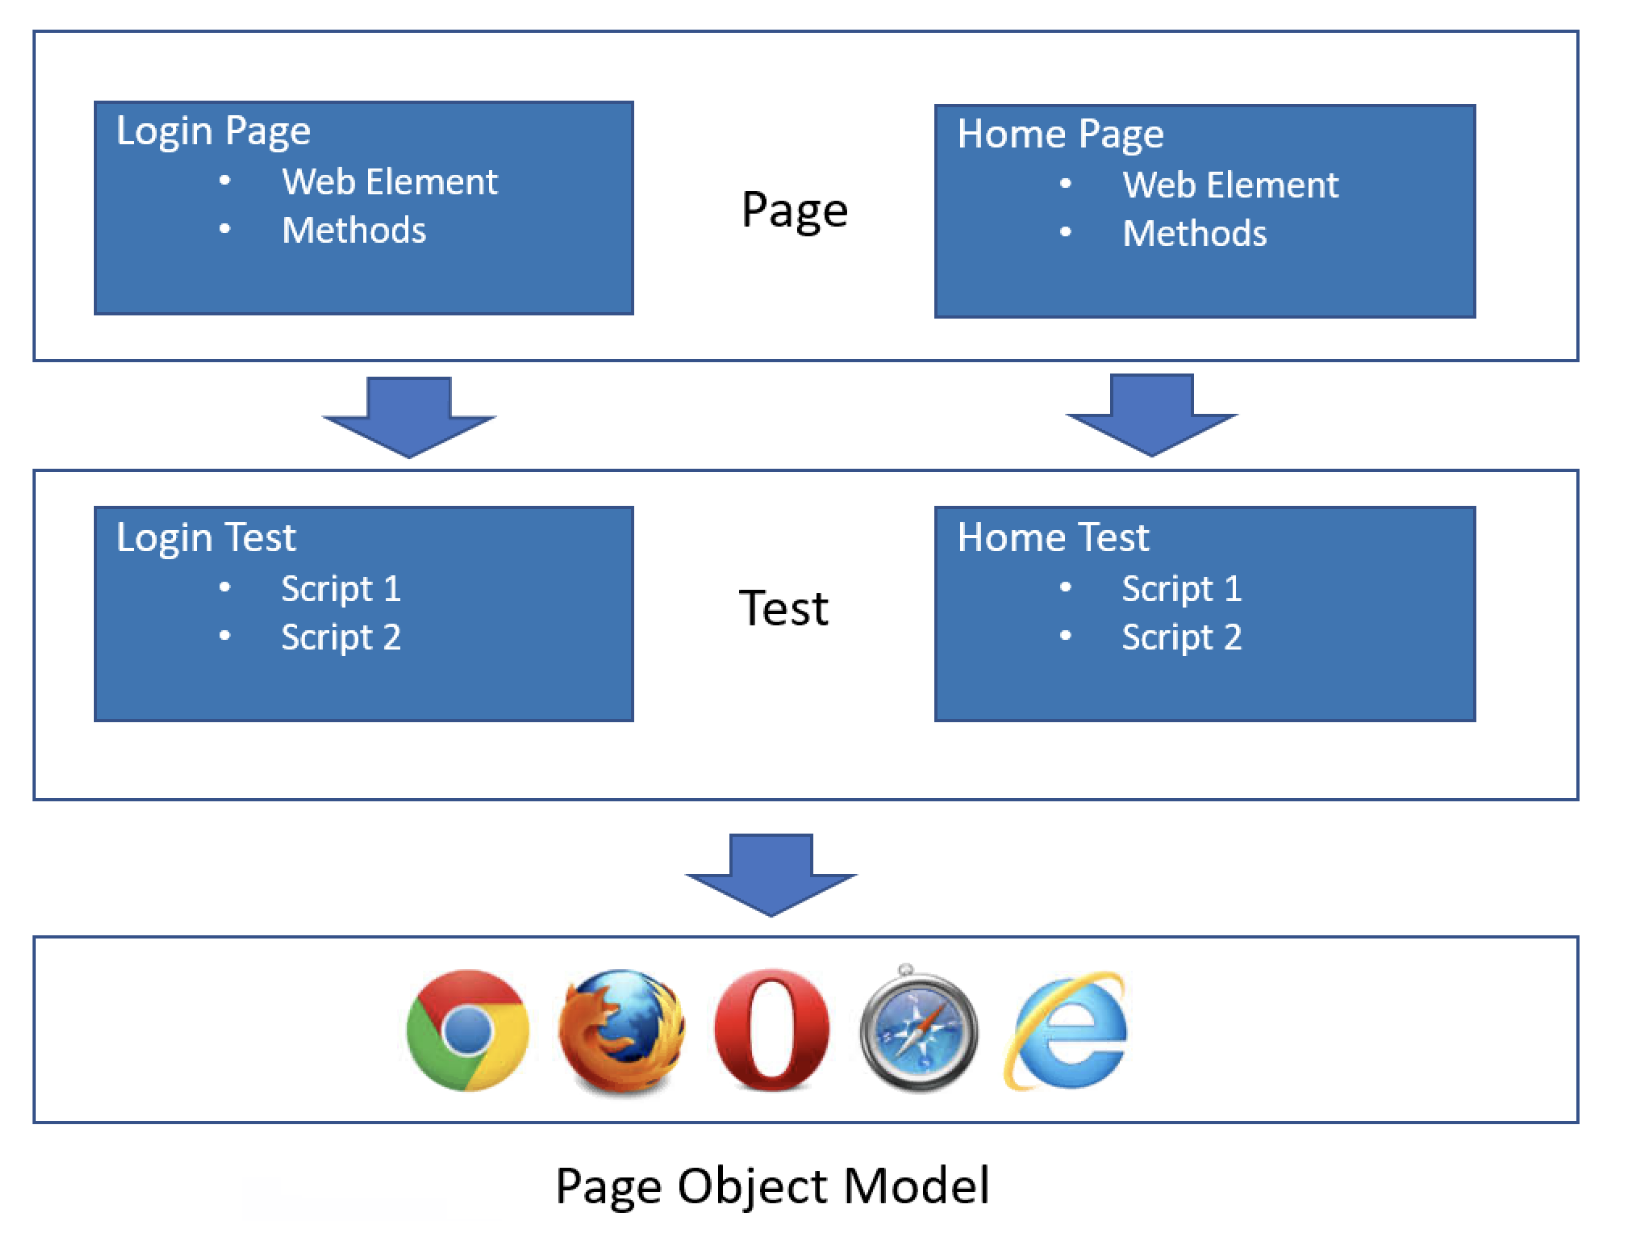 Login Page
• Web Element
• Methods
Page
Home Page
• Web Element
• Methods
Login Test
• Script 1
• Script 2
Test
Home Test
• Script 1
• Script 2
Page Object Model